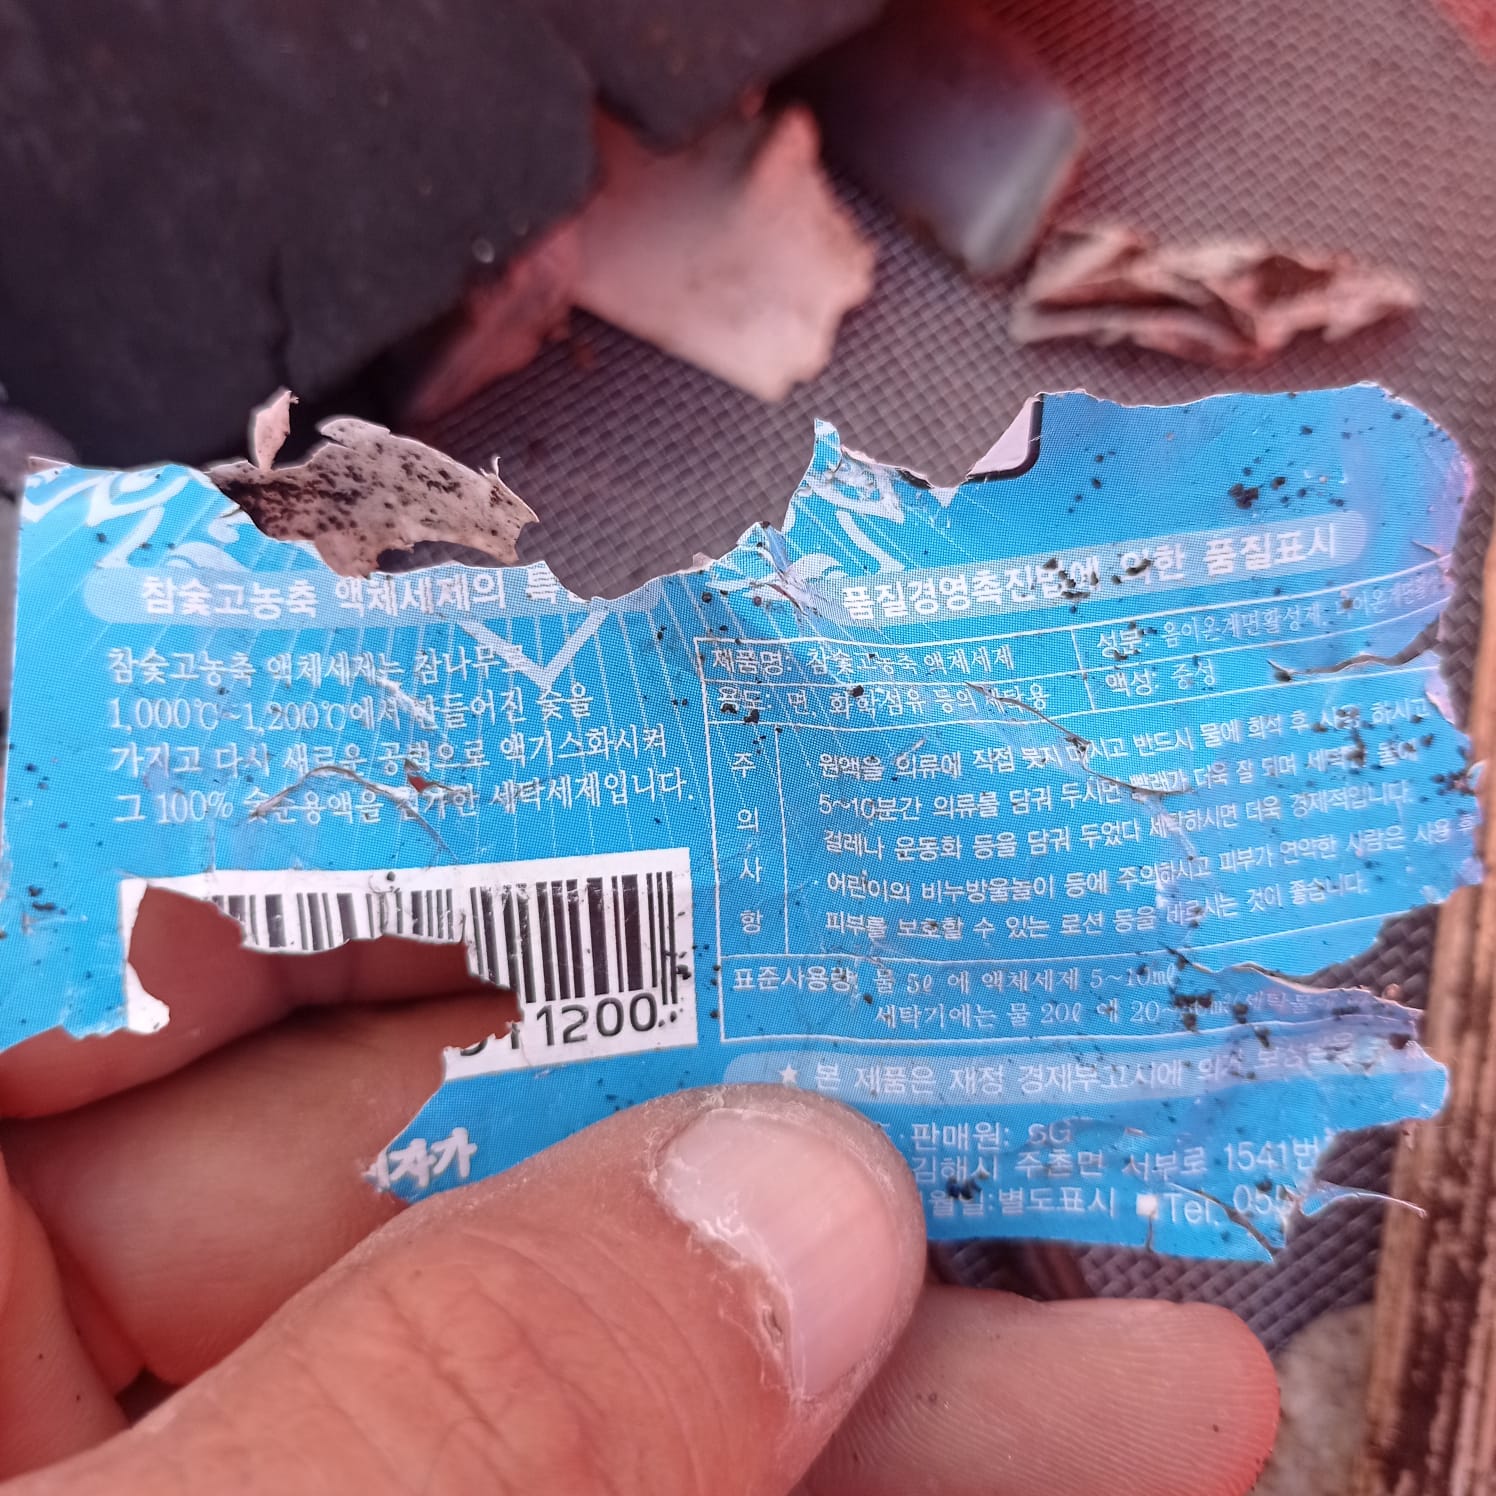 참숯고농축 액체세제의 특
참숯고농축 액체세제는 참나무를
1,000℃~1,200℃에서 만들어진 숯을
가지고 다시 새로운 공법으로 액기스화시켜
그 100% 숯순용액을 첨가한 세탁세제입니다.
11200
품질경영촉진법에 의한 품질표시
제품명: 참숯고농축 액체세제
성분: 음이온계면활성제,
용도: 면, 화학섬유 등의 세탁용
액성: 중성
주의사항
원액을 의류에 직접 붓지 마시고 반드시 물에 희석 후 사용 하시고
5~10분간 의류를 담궈 두시면 빨래가 더욱 잘 되며 세탁
걸레나 운동화 등을 담궈 두었다 세탁하시면 더욱 경제적입니다.
·어린이의 비누방울놀이 등에 주의하시고 피부가 연약한 사람은 사용 후
피부를 보호할 수 있는 로션 등을 바르시는 것이 좋습니다.
표준사용량: 물 5ℓ 에 액체세제 5~10㎖
세탁기에는 물 20ℓ 에 20~
★ 본 제품은 재정 경제부고시에 의거
판매원: SG
김해시 주촌면 서부로 1541번
월일:別도表시 ■Tel. 05